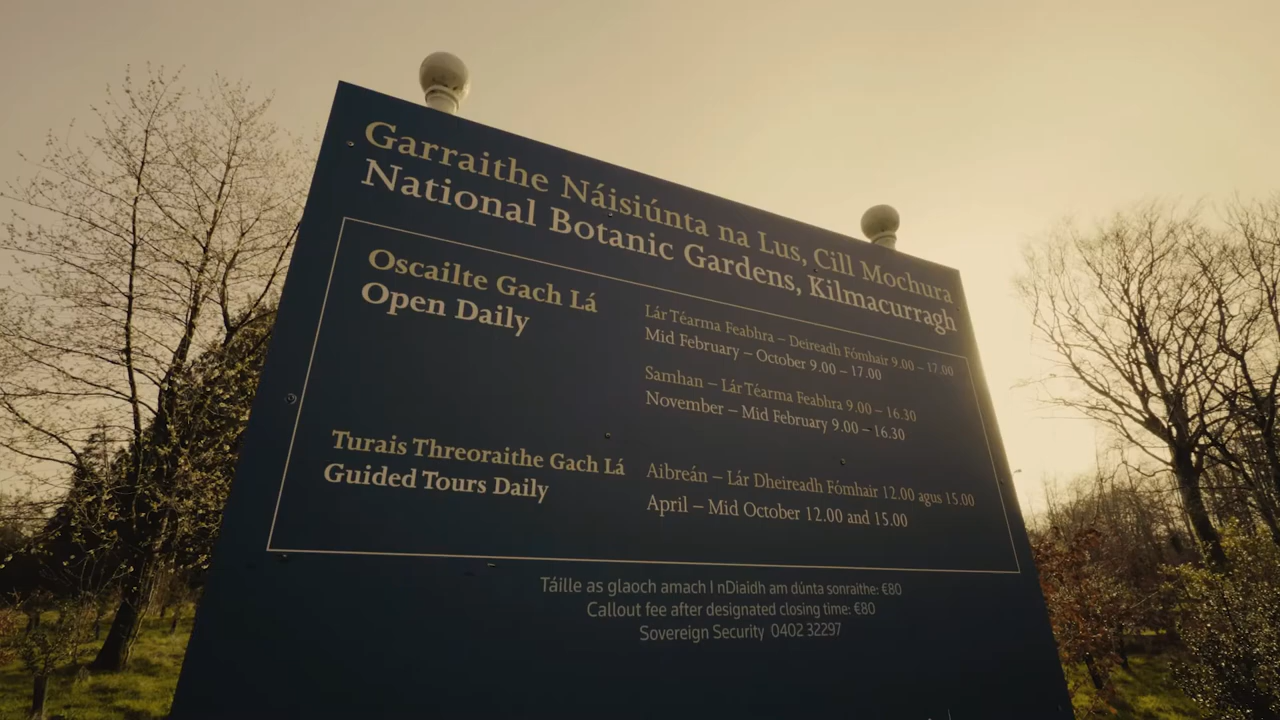 Garraithe Náisiúnta na Lus, Cill Mochura
National Botanic Gardens, Kilmacurragh
Oscailte Gach Lá
Open Daily
Lár Téarma Feabhra – Deireadh Fómhair 9.00 – 17.00
Mid February – October 9.00 – 17.00
Samhan – Lár Téarma Feabhra 9.00 – 16.30
November – Mid February 9.00 – 16.30
Turais Threoraithe Gach Lá
Guided Tours Daily
Aibreán – Lár Dheireadh Fómhair 12.00 agus 15.00
April – Mid October 12.00 and 15.00
Táille as glaoch amach I nDiaidh am dúnta sonraithe: €80
Callout fee after designated closing time: €80
Sovereign Security 0402 32297